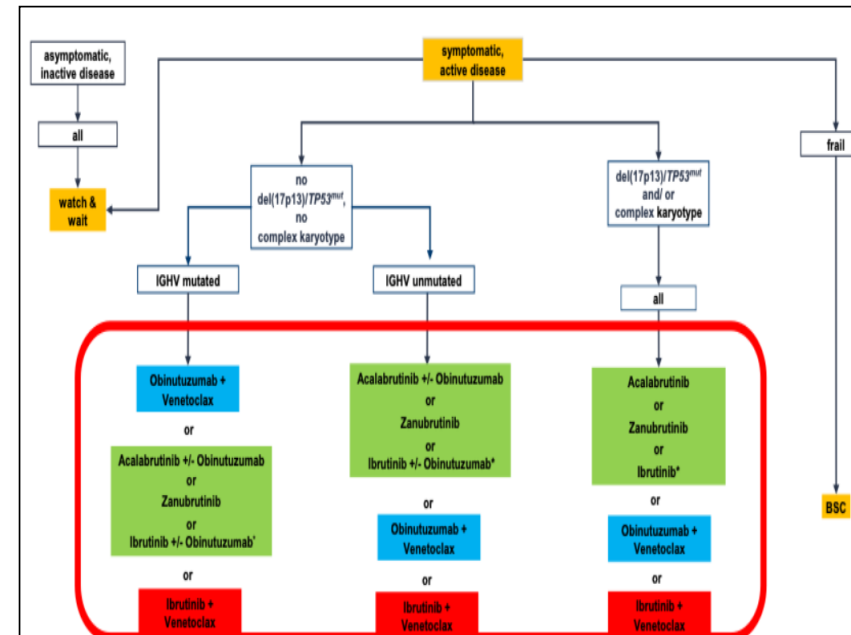 asymptomatic,
inactive disease
symptomatic,
active disease
all
frail
watch &
wait
no
del(17p13)/TP53mut,
no
complex karyotype
del(17p13)/TP53mut
and/ or
complex karyotype
IGHV mutated
IGHV unmutated
all
Obinutuzumab +
Venetoclax
or
Acalabrutinib +/- Obinutuzumab
or
Zanubrutinib
or
Ibrutinib +/- Obinutuzumab*
or
Ibrutinib +
Venetoclax
Acalabrutinib +/- Obinutuzumab
or
Zanubrutinib
or
Ibrutinib +/- Obinutuzumab*
or
Obinutuzumab +
Venetoclax
or
Ibrutinib +
Venetoclax
Acalabrutinib
or
Zanubrutinib
or
Ibrutinib*
or
Obinutuzumab +
Venetoclax
or
Ibrutinib +
Venetoclax
BSC